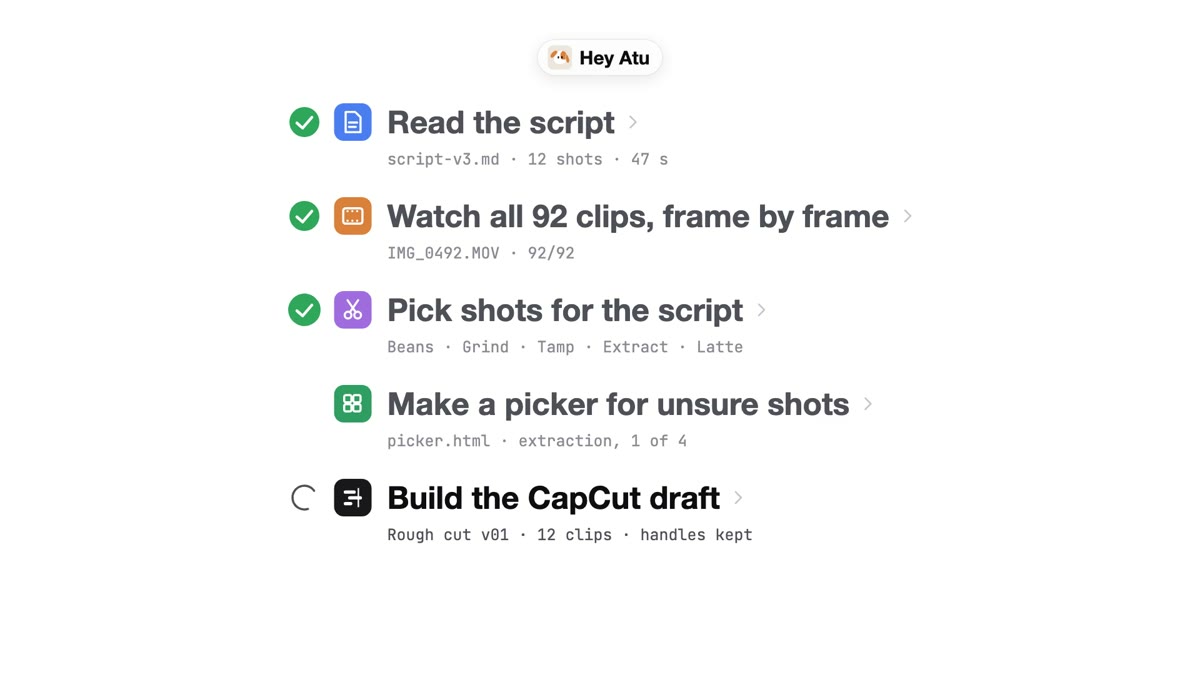 Hey Atu
Read the script
script-v3.md · 12 shots · 47 s
Watch all 92 clips, frame by frame
IMG_0492.MOV · 92/92
Pick shots for the script
Beans · Grind · Tamp · Extract · Latte
Make a picker for unsure shots
picker.html · extraction, 1 of 4
Build the CapCut draft
Rough cut v01 · 12 clips · handles kept